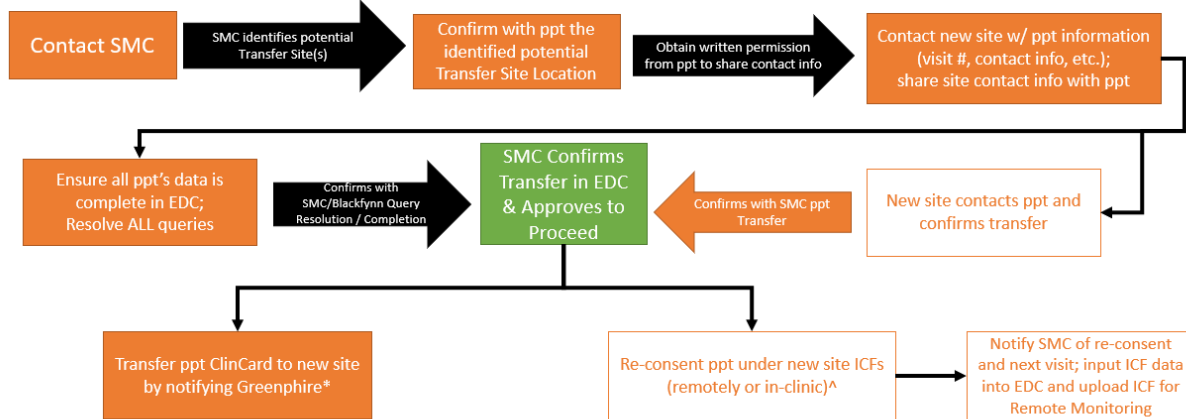 Contact SMC
SMC identifies potential
Transfer Site(s)
Confirm with ppt the
identified potential
Transfer Site Location
Obtain written permission
from ppt to share contact info
Contact new site w/ ppt information
(visit #, contact info, etc.);
share site contact info with ppt
Ensure all ppt's data is
complete in EDC;
Resolve ALL queries
Confirms with
SMC/Blackfynn Query
Resolution / Completion
SMC Confirms
Transfer in EDC
& Approves to
Proceed
Confirms with SMC ppt
Transfer
New site contacts ppt and
confirms transfer
Transfer ppt ClinCard to new site
by notifying Greenphire*
Re-consent ppt under new site ICFs
(remotely or in-clinic)^
Notify SMC of re-consent
and next visit; input ICF data
into EDC and upload ICF for
Remote Monitoring